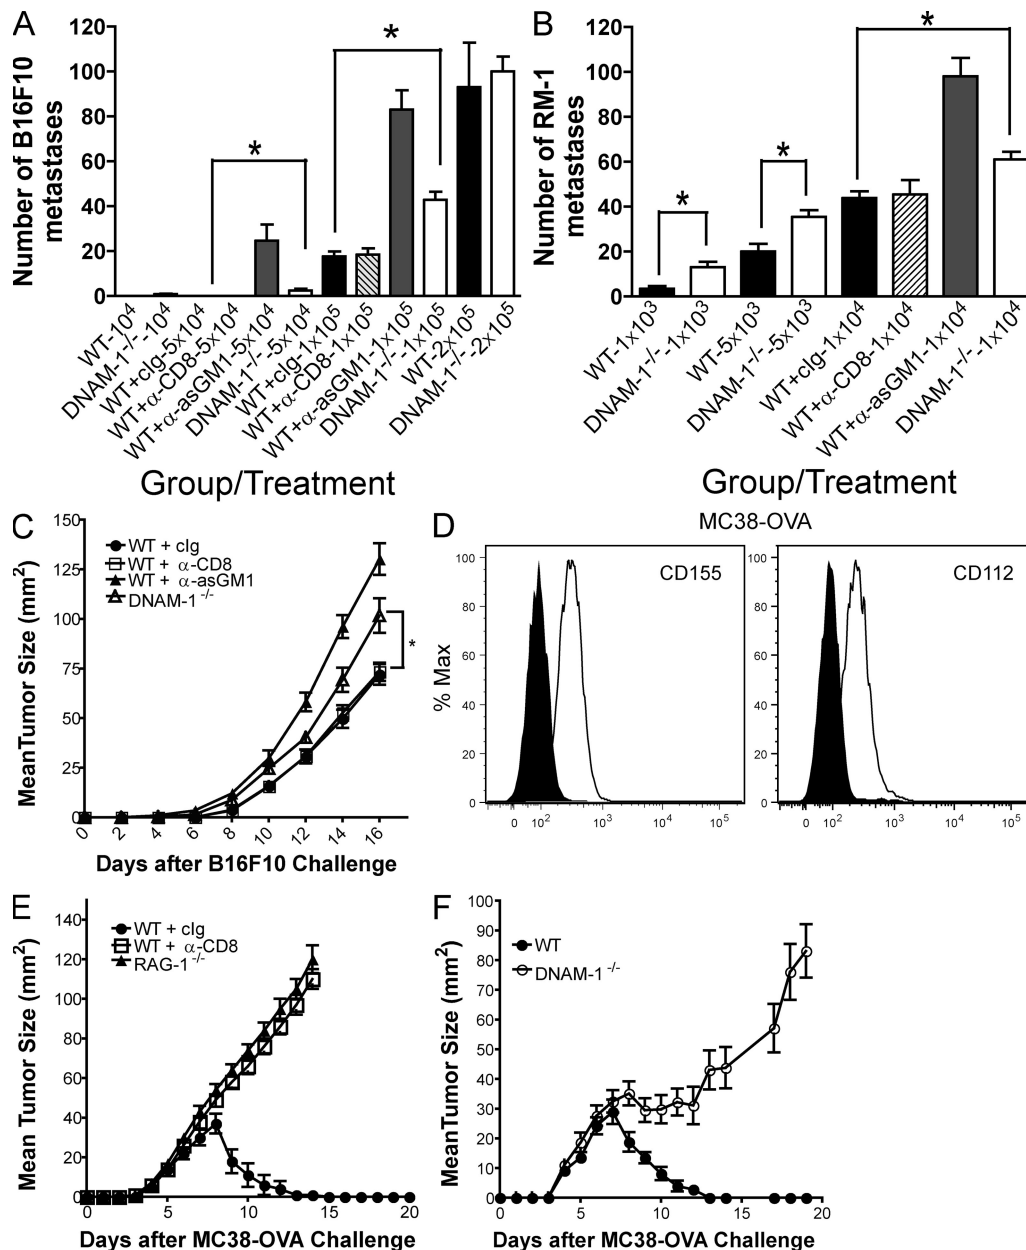 A
Number of B16F10
metastases
120
100
80
60
40
20
0
*
*
WT-10⁴
DNAM-1⁻/⁻-10⁴
WT+cIg-5x10⁴
WT+α-CD8-5x10⁴
WT+α-asGM1-5x10⁴
DNAM-1⁻/⁻-5x10⁴
WT+cIg-1x10⁵
WT+α-CD8-1x10⁵
WT+α-asGM1-1x10⁵
DNAM-1⁻/⁻-1x10⁵
WT-2x10⁵
DNAM-1⁻/⁻-2x10⁵
Group/Treatment
B
Number of RM-1
metastases
120
100
80
60
40
20
0
*
*
*
WT-1x10³
DNAM-1⁻/⁻-1x10³
WT-5x10³
DNAM-1⁻/⁻-5x10³
WT+cIg-1x10⁴
WT+α-CD8-1x10⁴
WT+α-asGM1-1x10⁴
DNAM-1⁻/⁻-1x10⁴
Group/Treatment
C
MeanTumor Size (mm²)
150
125
100
75
50
25
0
WT + cIg
WT + α-CD8
WT + α-asGM1
DNAM-1⁻/⁻
*
0 2 4 6 8 10 12 14 16
Days after B16F10 Challenge
D
MC38-OVA
% Max
100
80
60
40
20
0
CD155
0 10² 10³ 10⁴ 10⁵
100
80
60
40
20
0
CD112
0 10² 10³ 10⁴ 10⁵
E
Mean Tumor Size (mm²)
140
120
100
80
60
40
20
0
WT + cIg
WT + α-CD8
RAG-1⁻/⁻
0 5 10 15 20
Days after MC38-OVA Challenge
F
MeanTumor Size (mm²)
100
90
80
70
60
50
40
30
20
10
0
WT
DNAM-1⁻/⁻
0 5 10 15 20
Days after MC38-OVA Challenge